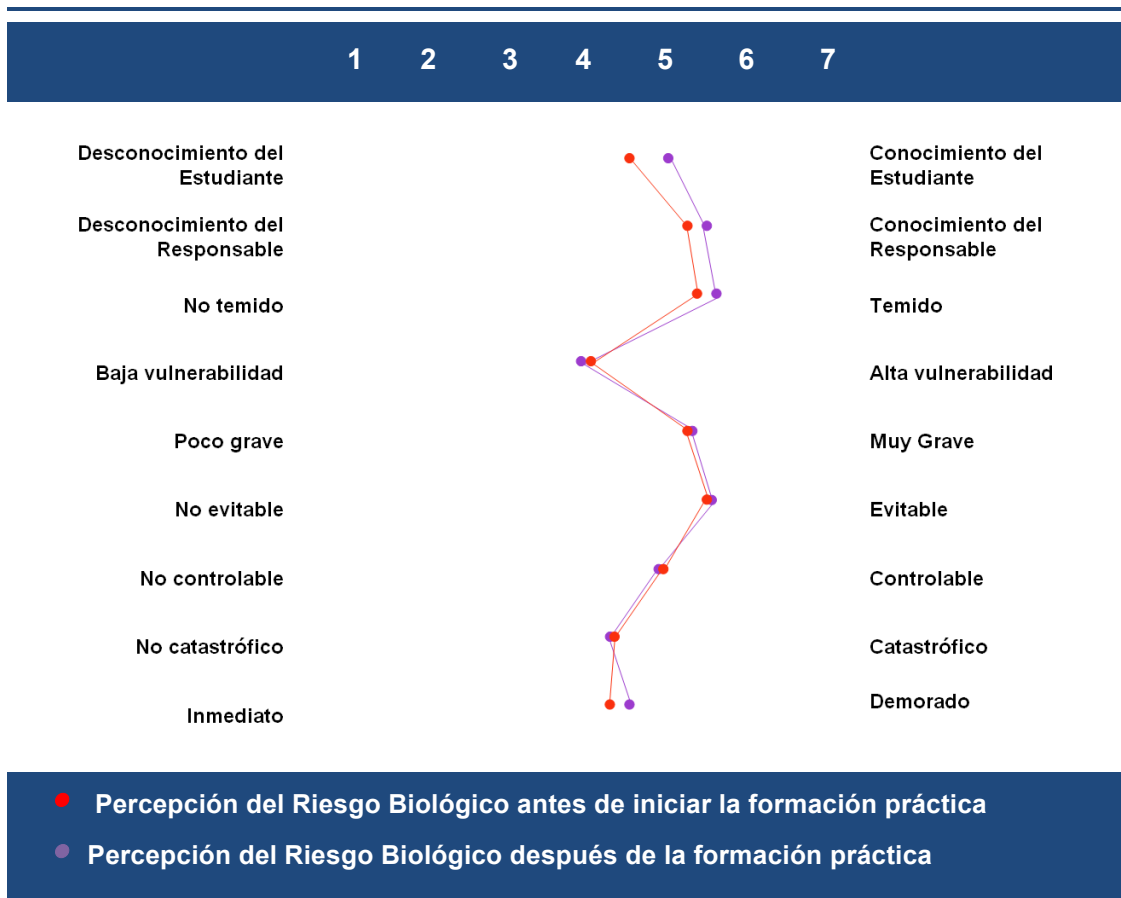 1 2 3 4 5 6 7
Desconocimiento del
Estudiante
Conocimiento del
Estudiante
Desconocimiento del
Responsable
Conocimiento del
Responsable
No temido
Temido
Baja vulnerabilidad
Alta vulnerabilidad
Poco grave
Muy Grave
No evitable
Evitable
No controlable
Controlable
No catastrófico
Catastrófico
Inmediato
Demorado
Percepción del Riesgo Biológico antes de iniciar la formación práctica
Percepción del Riesgo Biológico después de la formación práctica